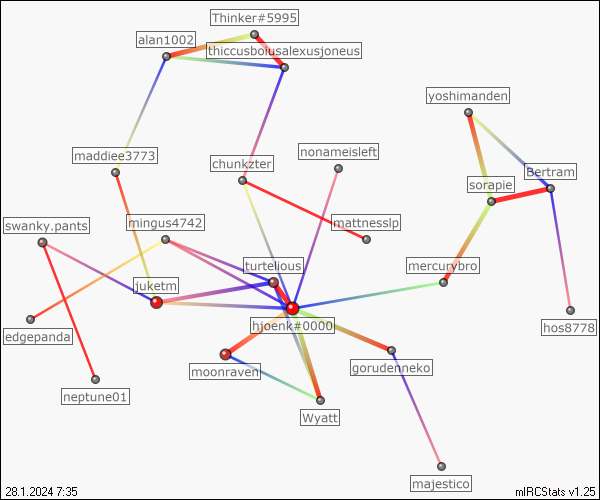 Thinker#5995
alan1002
thiccusboiusalexusjoneus
yoshimanden
maddiee3773
chunkzter
nonameisleft
Bertram
sorapie
swanky.pants
mingus4742
mattnesslp
turtelious
mercurybro
juketm
edgepanda
hjoenk#0000
hos8778
moonraven
gorudenneko
neptune01
Wyatt
majestico
28.1.2024 7:35
mIRCStats v1.25